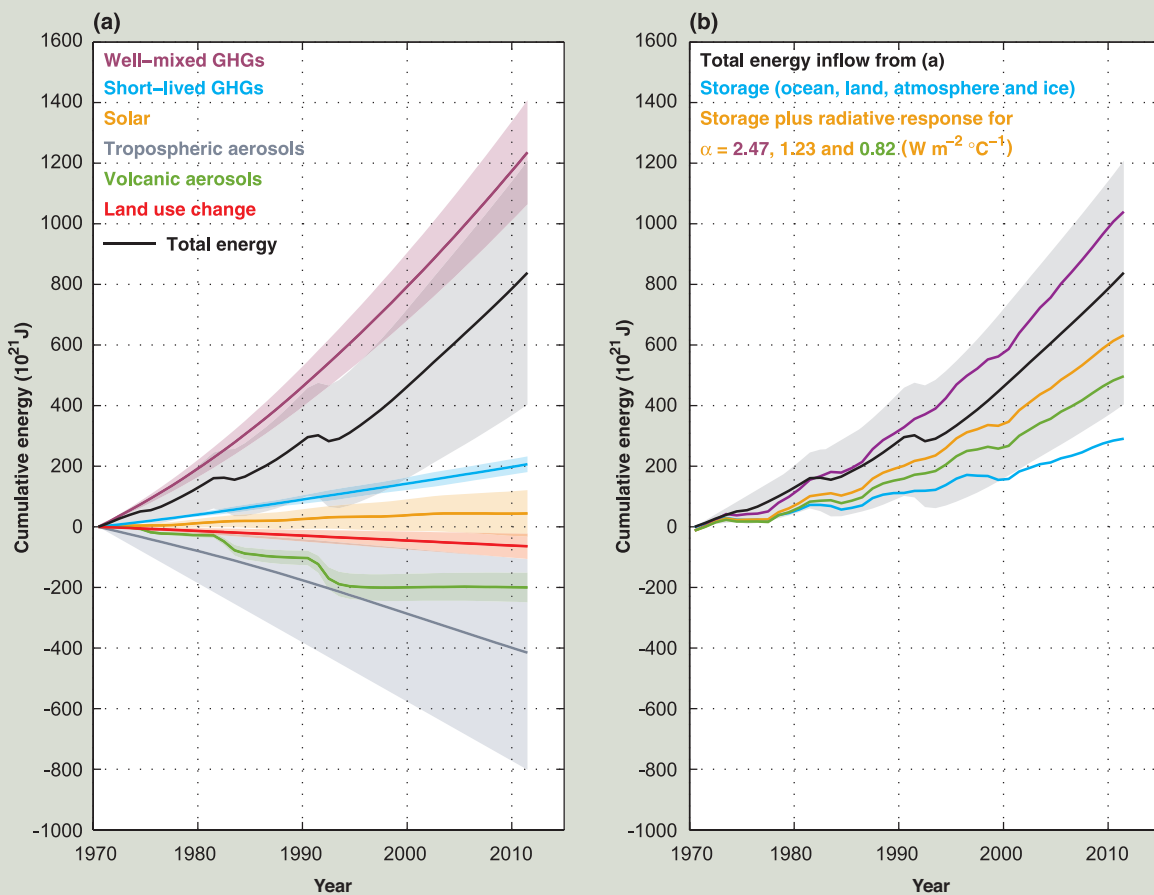 (a)
1600
1400
1200
1000
800
600
400
200
0
-200
-400
-600
-800
-1000
Cumulative energy (10²¹ J)
Well–mixed GHGs
Short–lived GHGs
Solar
Tropospheric aerosols
Volcanic aerosols
Land use change
Total energy
1970 1980 1990 2000 2010
Year
(b)
1600
1400
1200
1000
800
600
400
200
0
-200
-400
-600
-800
-1000
Cumulative energy (10²¹ J)
Total energy inflow from (a)
Storage (ocean, land, atmosphere and ice)
Storage plus radiative response for
α = 2.47, 1.23 and 0.82 (W m⁻² °C⁻¹)
1970 1980 1990 2000 2010
Year